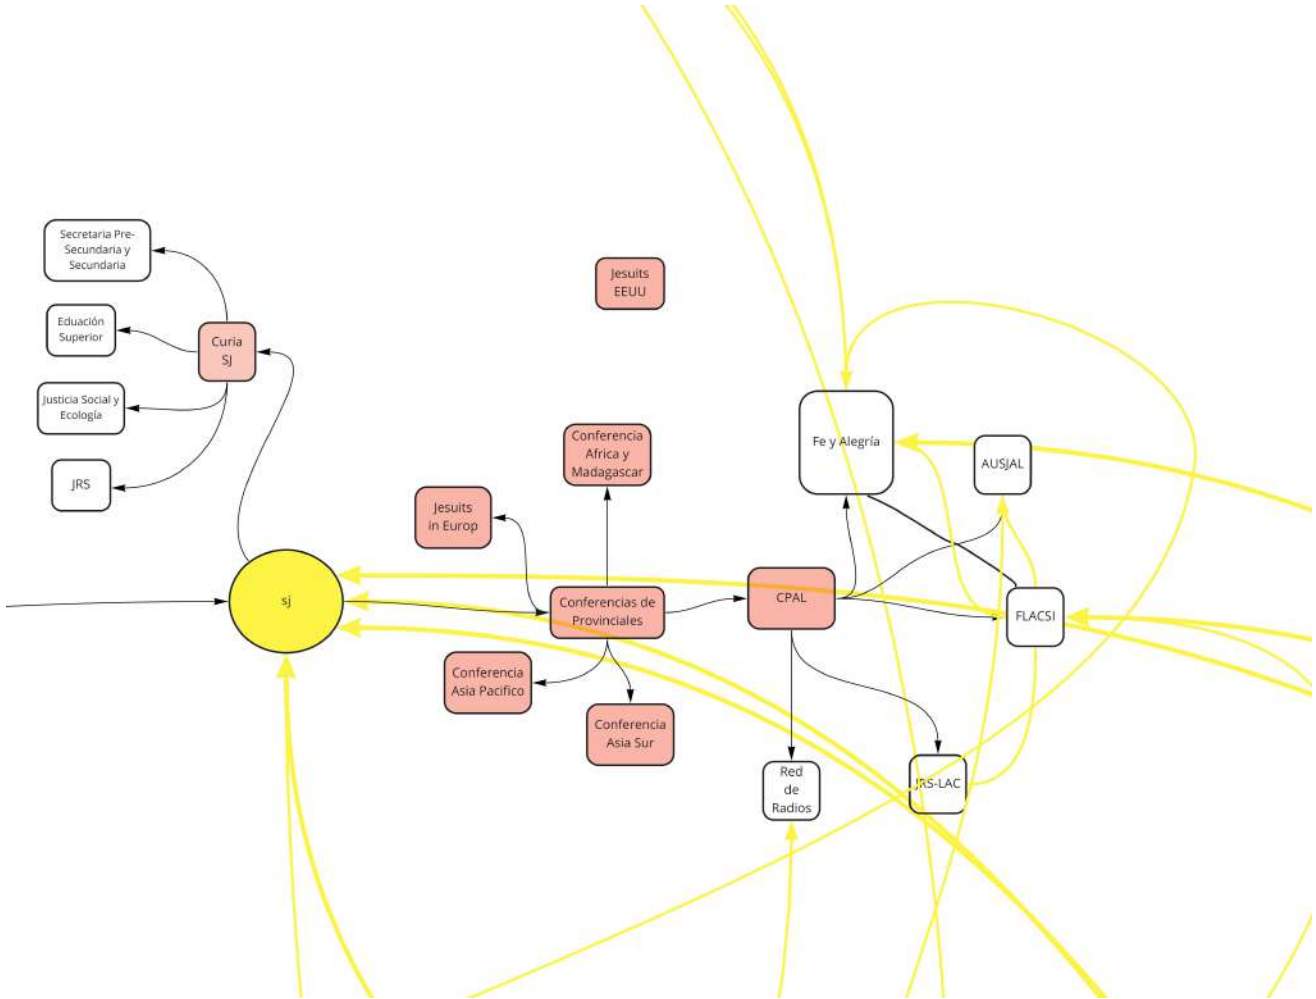 Secretaria Pre-
Secundaria y
Secundaria
Eduación
Superior
Curia
SJ
Justicia Social y
Ecología
JRS
sj
Jesuits
EEUU
Conferencia
Africa y
Madagascar
Jesuits
in Europ
Conferencias de
Provinciales
Conferencia
Asia Pacifico
Conferencia
Asia Sur
CPAL
Fe y Alegría
AUSJAL
FLACSI
Red
de
Radios
JRS-LAC